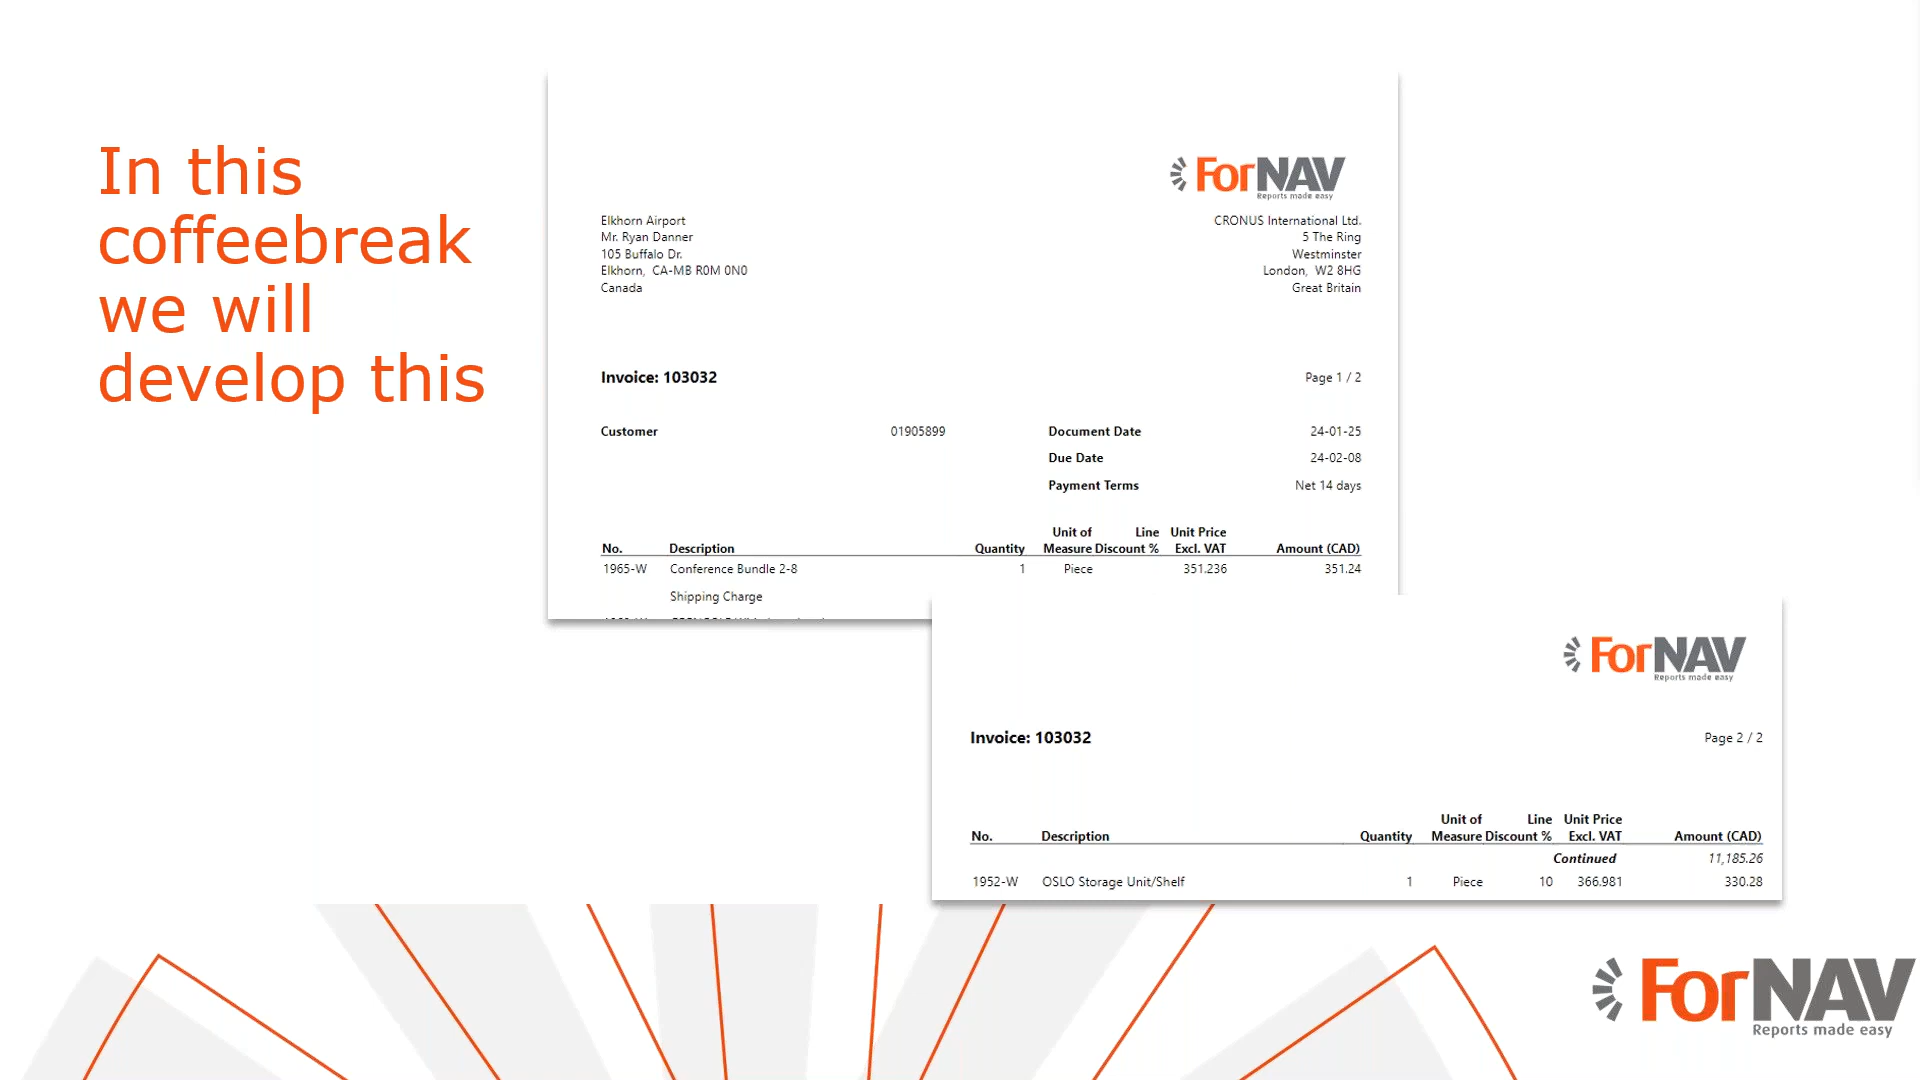 In this
coffeebreak
we will
develop this
ForNAV
Reports made easy
Elkhorn Airport
Mr. Ryan Danner
105 Buffalo Dr.
Elkhorn, CA-MB R0M 0N0
Canada
CRONUS International Ltd.
5 The Ring
Westminster
London, W2 8HG
Great Britain
Invoice: 103032
Page 1 / 2
Customer 01905899 Document Date 24-01-25
Due Date 24-02-08
Payment Terms Net 14 days
Unit of Line Unit Price
No. Description Quantity Measure Discount % Excl. VAT Amount (CAD)
1965-W Conference Bundle 2-8 1 Piece 351.236 351.24
Shipping Charge
ForNAV
Reports made easy
Invoice: 103032
Page 2 / 2
Unit of Line Unit Price
No. Description Quantity Measure Discount % Excl. VAT Amount (CAD)
Continued 11,185.26
1952-W OSLO Storage Unit/Shelf 1 Piece 10 366.981 330.28
ForNAV
Reports made easy